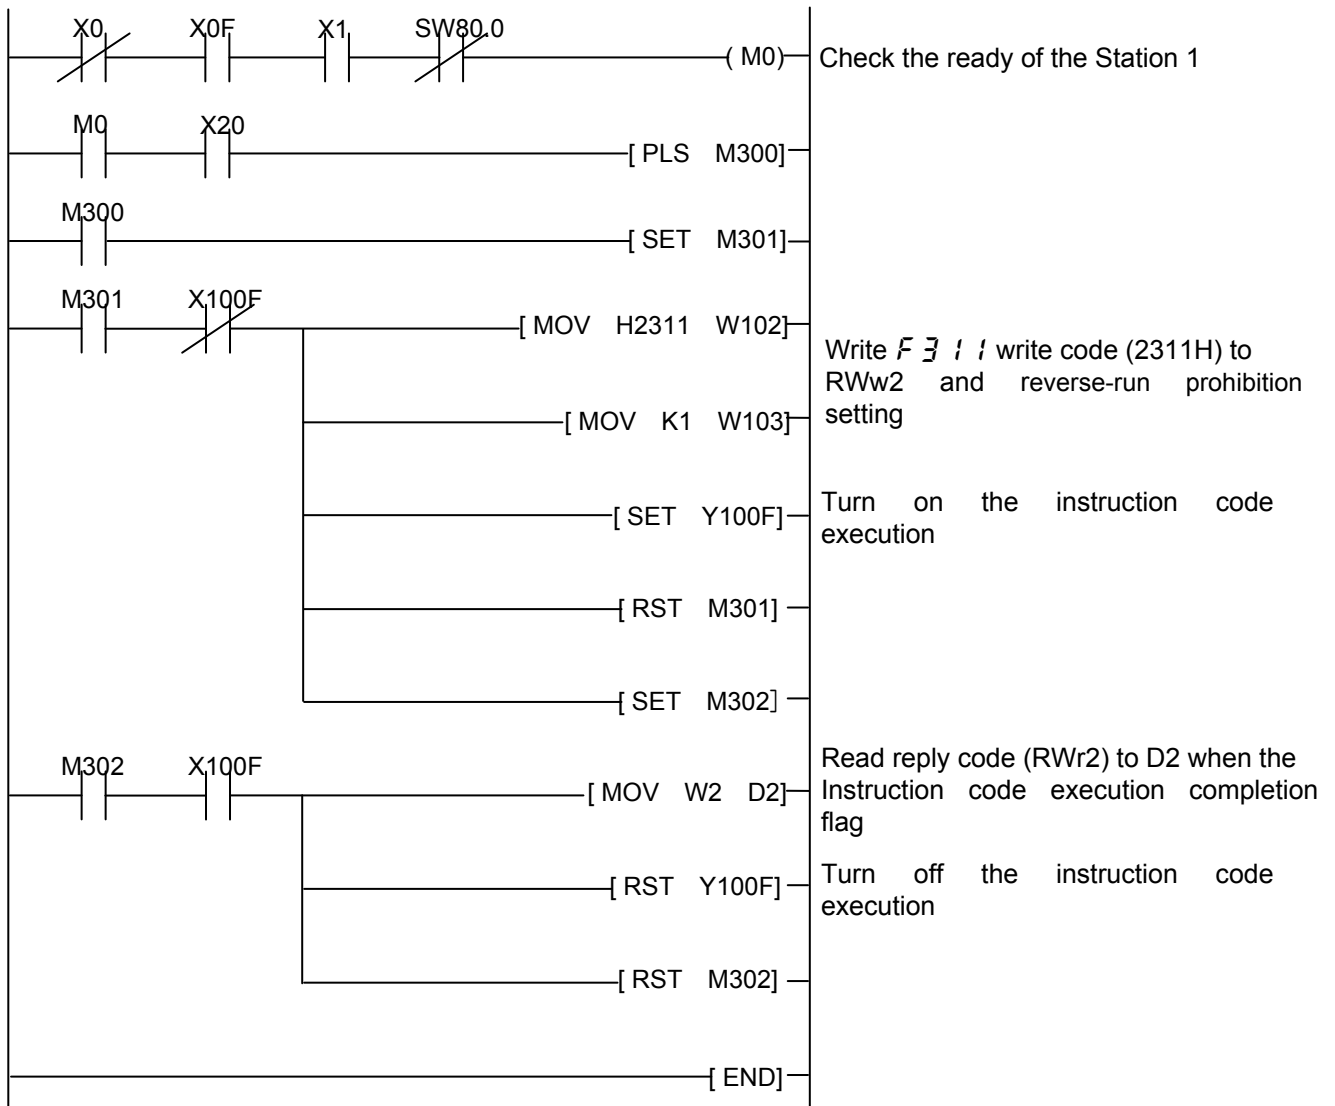 X0 X0F X1 SW80.0
( M0) Check the ready of the Station 1
M0 X20
[ PLS M300]
M300
[ SET M301]
M301 X100F
[ MOV H2311 W102]
Write F311 write code (2311H) to
RWw2 and reverse-run prohibition
setting
[ MOV K1 W103]
Turn on the instruction code
execution
[ SET Y100F]
[ RST M301]
[ SET M302]
M302 X100F
[ MOV W2 D2]
Read reply code (RWr2) to D2 when the
Instruction code execution completion
flag
[ RST Y100F]
Turn off the instruction code
execution
[ RST M302]
[ END]